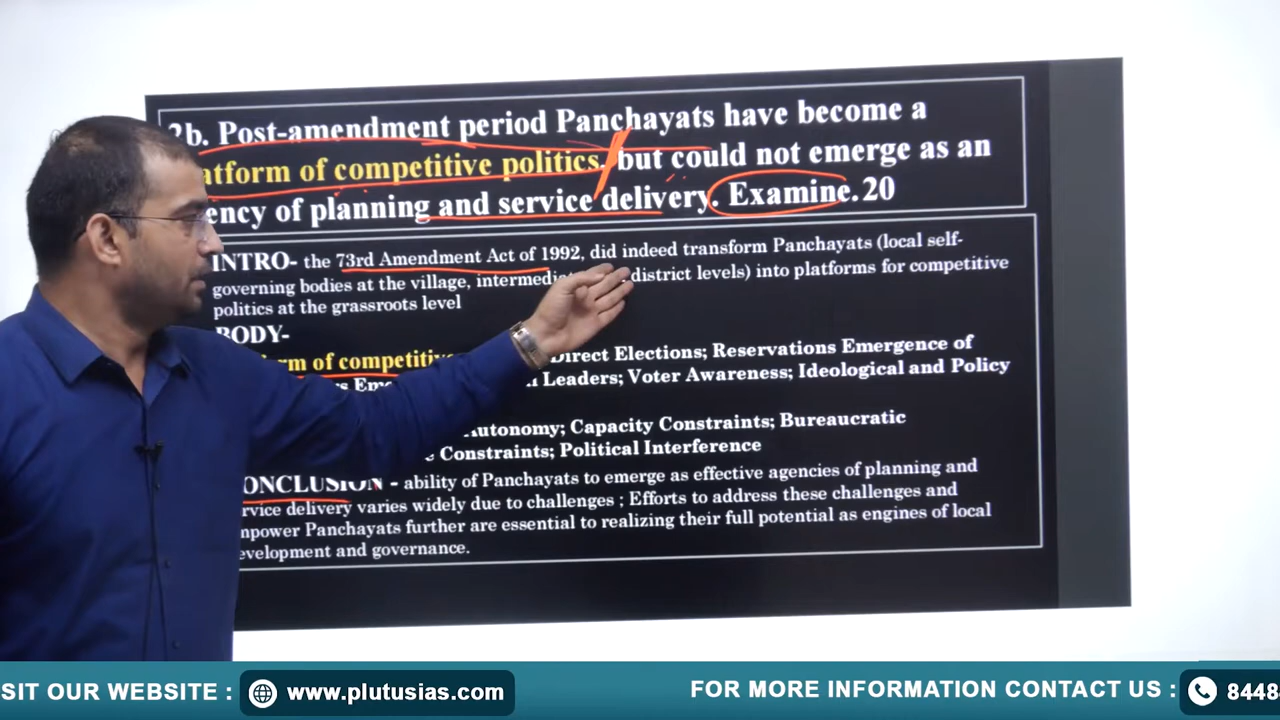 2b. Post-amendment period Panchayats have become a
atform of competitive politics. but could not emerge as an
ency of planning and service delivery. Examine.20
INTRO- the 73rd Amendment Act of 1992, did indeed transform Panchayats (local self-
governing bodies at the village, intermedi district levels) into platforms for competitive
politics at the grassroots level
BODY-
rm of competitiv Direct Elections; Reservations Emergence of
Leaders; Voter Awareness; Ideological and Policy
Autonomy; Capacity Constraints; Bureaucratic
Constraints; Political Interference
ONCLUSION - ability of Panchayats to emerge as effective agencies of planning and
rvice delivery varies widely due to challenges ; Efforts to address these challenges and
mpower Panchayats further are essential to realizing their full potential as engines of local
evelopment and governance.
SIT OUR WEBSITE : www.plutusias.com FOR MORE INFORMATION CONTACT US : 8448